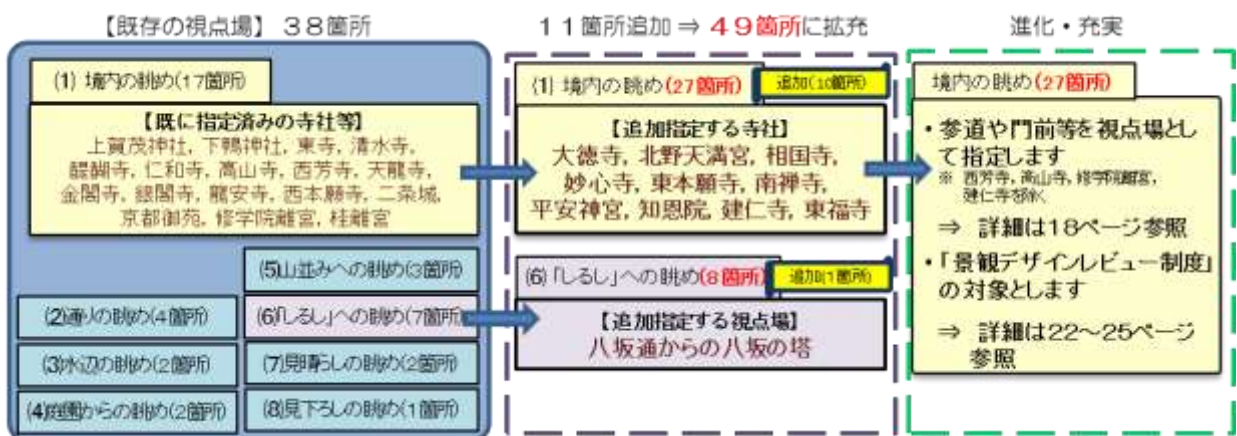 【既存の視点場】 38箇所
(1) 境内の眺め(17箇所)
【既に指定済みの寺社等】
上賀茂神社, 下鴨神社, 東寺, 清水寺,
醍醐寺, 仁和寺, 高山寺, 西芳寺, 天龍寺,
金閣寺, 銀閣寺, 龍安寺, 西本願寺, 二条城,
京都御苑, 修学院離宮, 桂離宮
(5)山並みへの眺め(3箇所)
(2)通りの眺め(4箇所)
(6)「しるし」への眺め(7箇所)
(3)水辺の眺め(2箇所)
(7)見晴らしの眺め(2箇所)
(4)庭園からの眺め(2箇所)
(8)見下ろしの眺め(1箇所)
11箇所追加 ⇒ 49箇所に拡充
(1) 境内の眺め(27箇所)
追加(10箇所)
【追加指定する寺社】
大徳寺, 北野天満宮, 相国寺,
妙心寺, 東本願寺, 南禅寺,
平安神宮, 知恩院, 建仁寺, 東福寺
(6)「しるし」への眺め(8箇所)
追加(1箇所)
【追加指定する視点場】
八坂通からの八坂の塔
進化・充実
境内の眺め(27箇所)
・参道や門前等を視点場とし
て指定します
※ 西芳寺, 高山寺, 修学院離宮,
建仁寺を除く
⇒ 詳細は18ページ参照
・「景観デザインレビュー制度」
の対象とします
⇒ 詳細は22～25ページ
参照